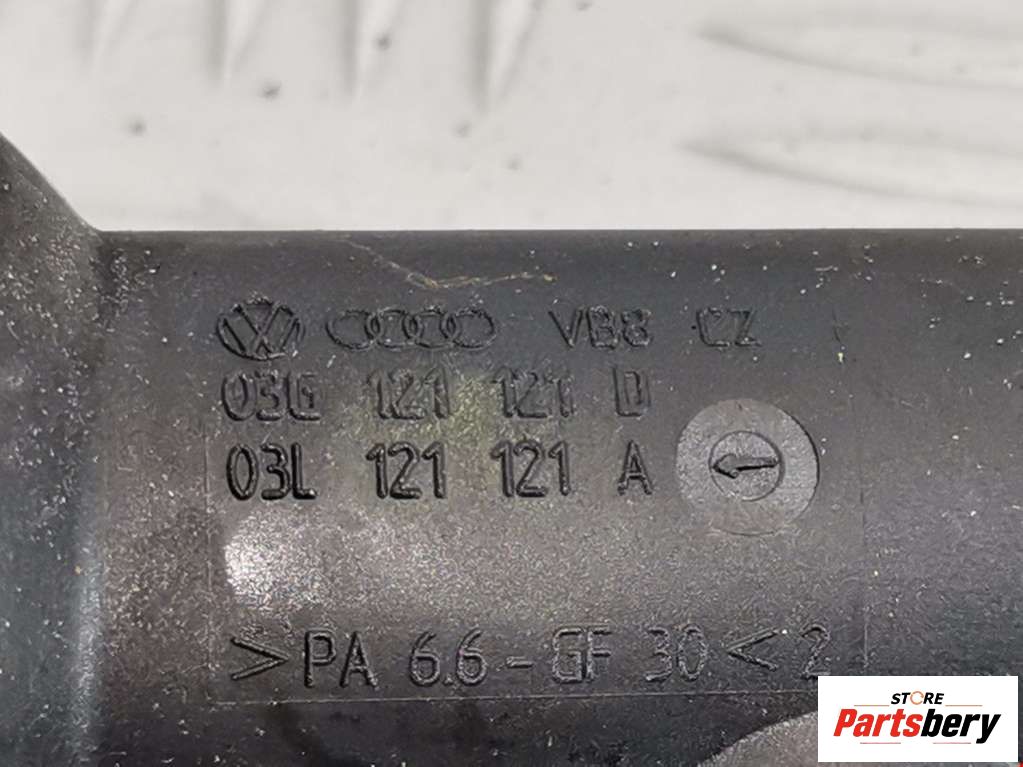 VB8 CZ
03G 121 121 D
03L 121 121 A
>PA 6.6-GF 30< 2
STORE
Partsbery